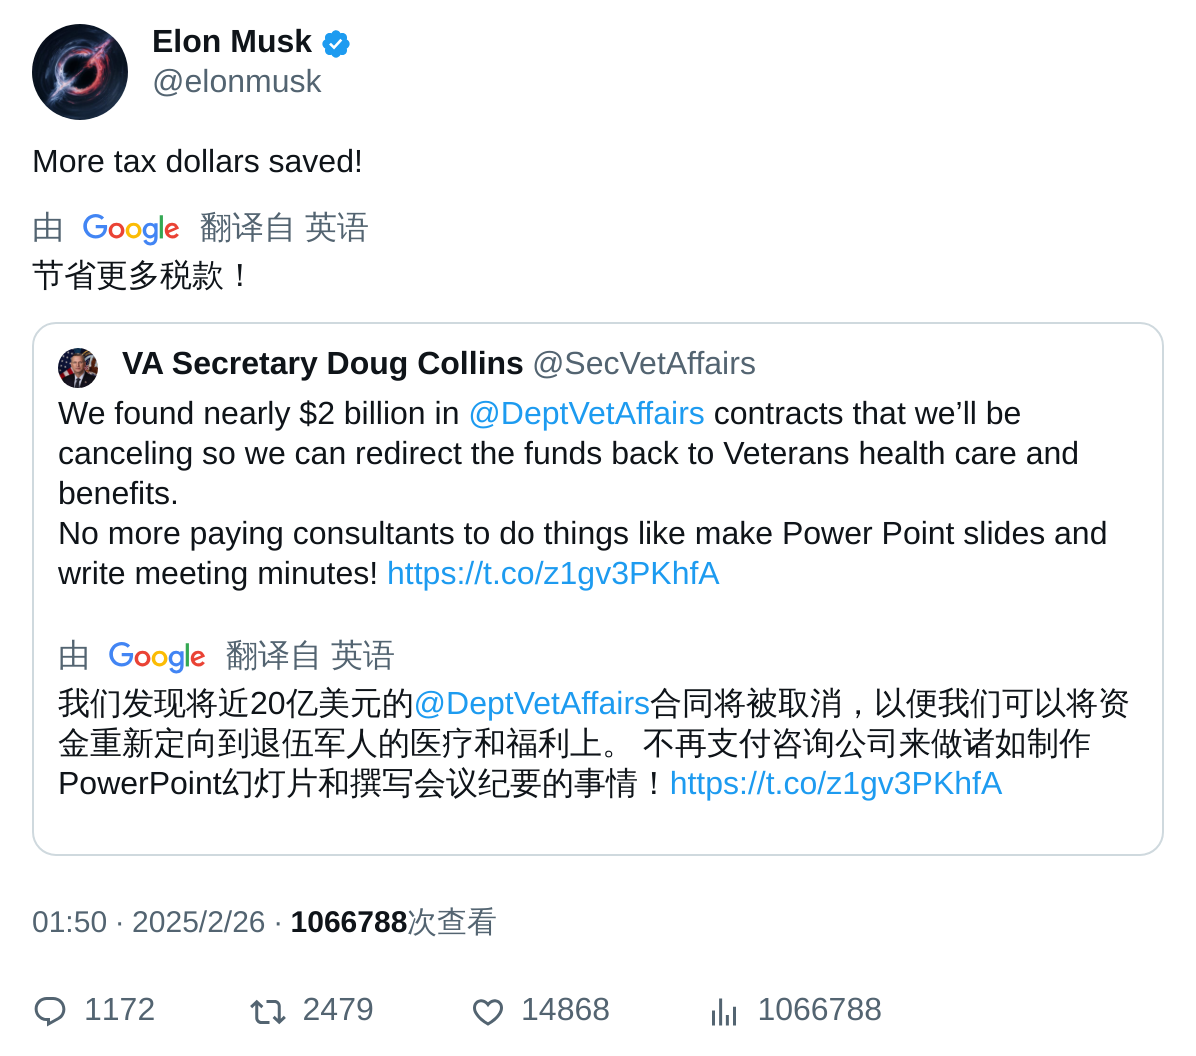 Elon Musk
@elonmusk
More tax dollars saved!
由 Google 翻译自 英语
节省更多税款！
VA Secretary Doug Collins @SecVetAffairs
We found nearly $2 billion in @DeptVetAffairs contracts that we’ll be
canceling so we can redirect the funds back to Veterans health care and
benefits.
No more paying consultants to do things like make Power Point slides and
write meeting minutes! https://t.co/z1gv3PKhfA
由 Google 翻译自 英语
我们发现将近20亿美元的@DeptVetAffairs合同将被取消，以便我们可以将资
金重新定向到退伍军人的医疗和福利上。 不再支付咨询公司来做诸如制作
PowerPoint幻灯片和撰写会议纪要的事情！https://t.co/z1gv3PKhfA
01:50 · 2025/2/26 · 1066788次查看
1172 2479 14868 1066788